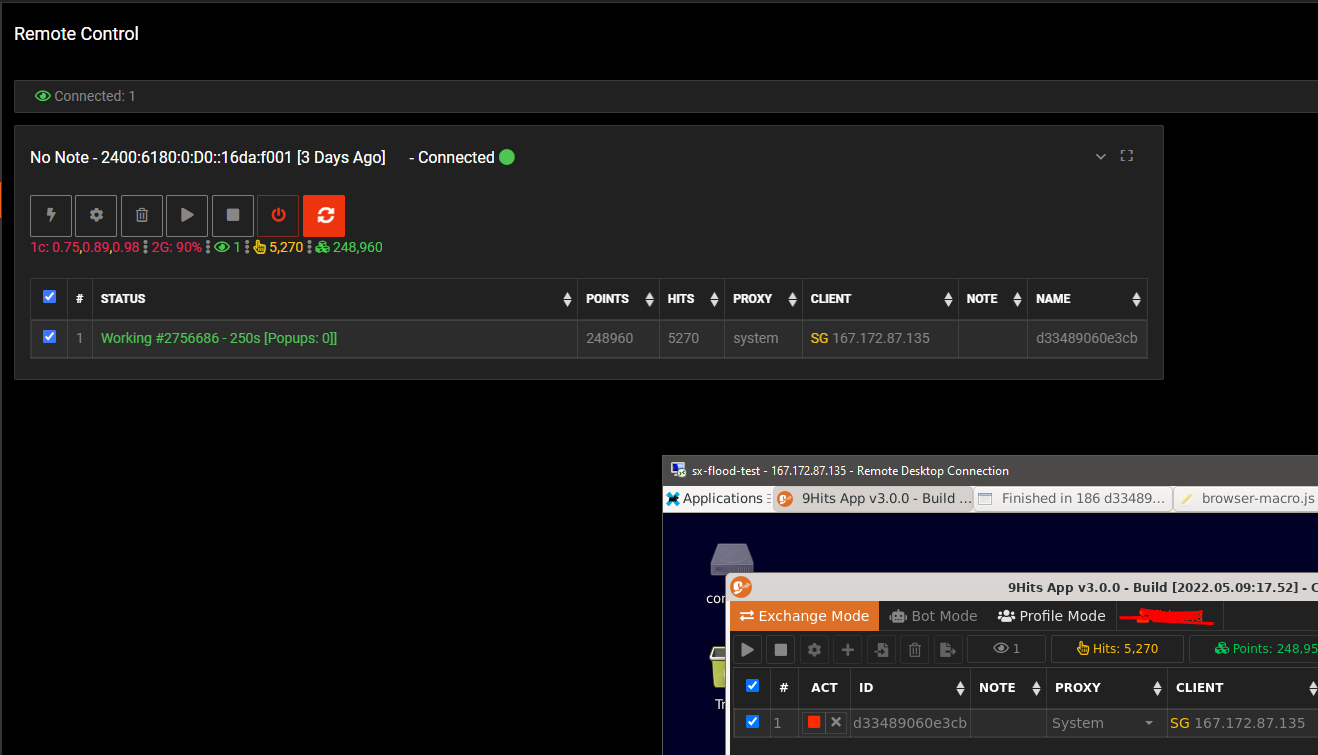 Remote Control
Connected: 1
No Note - 2400:6180:0:D0::16da:f001 [3 Days Ago] - Connected
1c: 0.75,0.89,0.98 2G: 90% 1 5,270 248,960
# STATUS POINTS HITS PROXY CLIENT NOTE NAME
1 Working #2756686 - 250s [Popups: 0]] 248960 5270 system SG 167.172.87.135 d33489060e3cb
sx-flood-test - 167.172.87.135 - Remote Desktop Connection
Applications 9Hits App v3.0.0 - Build ... Finished in 186 d33489... browser-macro.js
9Hits App v3.0.0 - Build [2022.05.09:17.52] -
Exchange Mode Bot Mode Profile Mode
1 Hits: 5,270 Points: 248,95
# ACT ID NOTE PROXY CLIENT
1 d33489060e3cb System SG 167.172.87.135